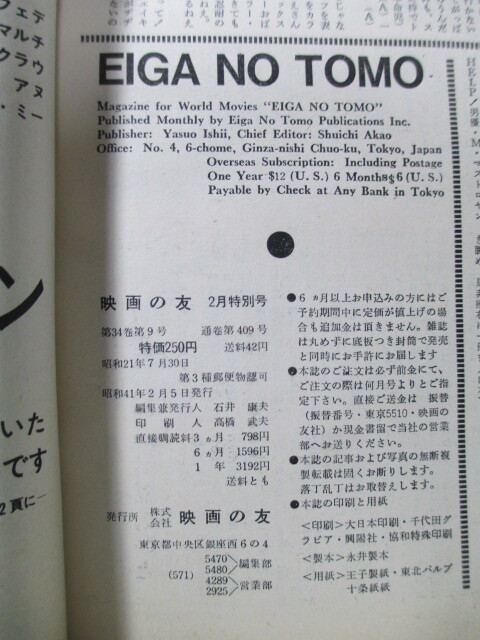 EIGA NO TOMO
Magazine for World Movies "EIGA NO TOMO"
Published Monthly by Eiga No Tomo Publications Inc.
Publisher: Yasuo Ishii, Chief Editor: Shuichi Akao
Office: No. 4, 6-chome, Ginza-nishi Chuo-ku, Tokyo, Japan
Overseas Subscription: Including Postage
One Year $12 (U.S.) 6 Months $6 (U.S.)
Payable by Check at Any Bank in Tokyo
映画の友 2月特別号
第34巻第9号 通巻第409号
特価250円 送料42円
昭和21年7月30日
第3種郵便物認可
昭和41年2月5日発行
編集兼発行人 石井康夫
印刷人 高橋武夫
直接購読料3ヵ月 798円
6ヵ月 1596円
1年 3192円
送料とも
発行所 株式会社 映画の友
東京都中央区銀座西6の4
(571)
5470
5480
編集部
4289
2925
営業部
●6ヵ月以上お申込みの方にはご
予約期間中に定価が値上げの場
合も追加金は頂きません。雑誌
は丸めずに底板つき封筒で発売
と同時にお手許にお届します
●本誌のご注文は必ず前金にて、
ご注文の際は何月号よりとご指
定下さい。直接ご送金は 振替
(振替番号・東京5510・映画の
友社)か現金書留で当社の営業
部へお送りください。
●本誌の記事および写真の無断複
製転載は固くお断りします。
落丁乱丁はお取替えします。
●本誌の印刷と用紙
<印刷>大日本印刷・千代田グ
ラビア・興陽社・協和特殊印刷
<製本>永井製本
<用紙>王子製紙・東北パルプ
十条紙紙
いた
です
2頁に